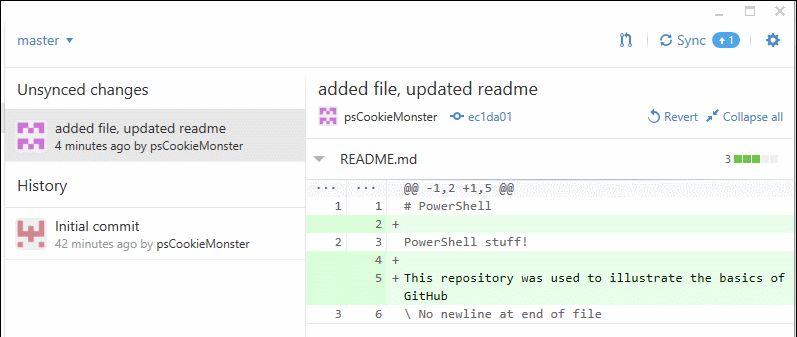 master
Sync 1
Unsynced changes
added file, updated readme
4 minutes ago by psCookieMonster
History
Initial commit
42 minutes ago by psCookieMonster
added file, updated readme
psCookieMonster ec1da01 Revert Collapse all
README.md 3
... ... @@ -1,2 +1,5 @@
1 1 # PowerShell
2 +
2 3 PowerShell stuff!
4 +
5 + This repository was used to illustrate the basics of
GitHub
3 6 \ No newline at end of file